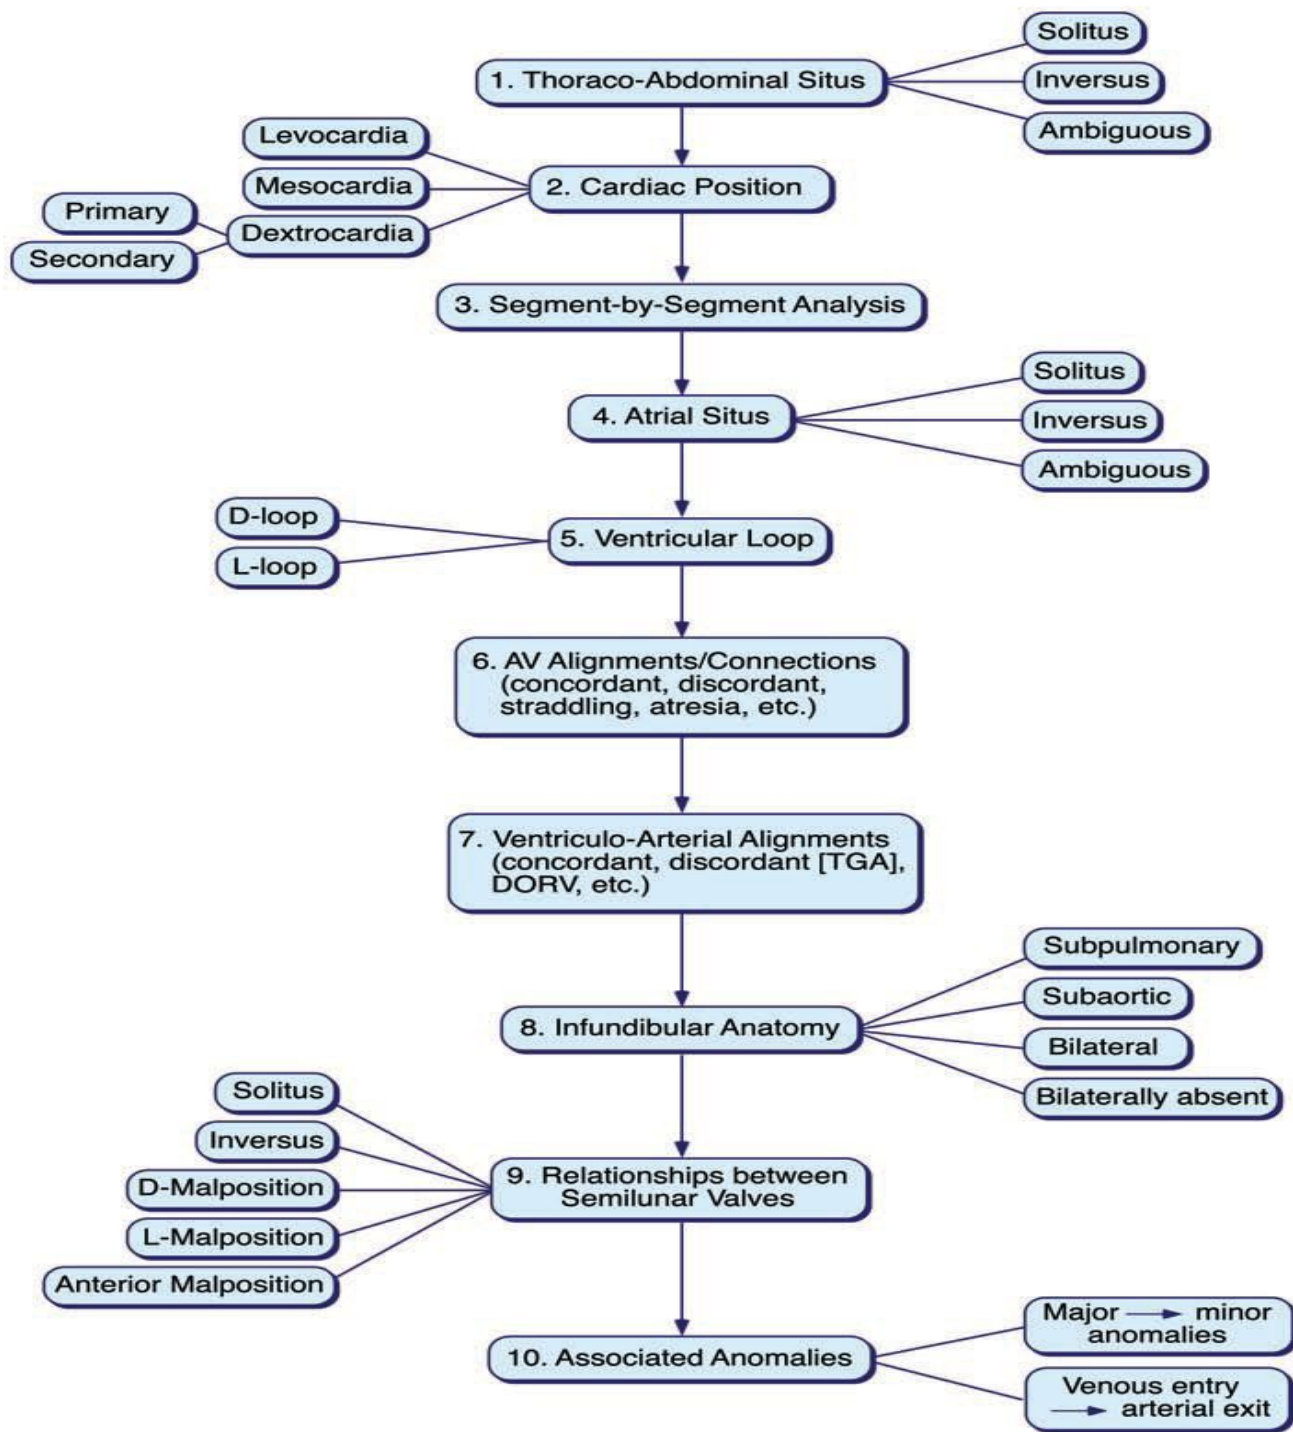 1. Thoraco-Abdominal Situs
Solitus
Inversus
Ambiguous
2. Cardiac Position
Levocardia
Mesocardia
Dextrocardia
Primary
Secondary
3. Segment-by-Segment Analysis
4. Atrial Situs
Solitus
Inversus
Ambiguous
5. Ventricular Loop
D-loop
L-loop
6. AV Alignments/Connections
(concordant, discordant,
straddling, atresia, etc.)
7. Ventriculo-Arterial Alignments
(concordant, discordant [TGA],
DORV, etc.)
8. Infundibular Anatomy
Subpulmonary
Subaortic
Bilateral
Bilaterally absent
9. Relationships between
Semilunar Valves
Solitus
Inversus
D-Malposition
L-Malposition
Anterior Malposition
10. Associated Anomalies
Major → minor
anomalies
Venous entry
→ arterial exit